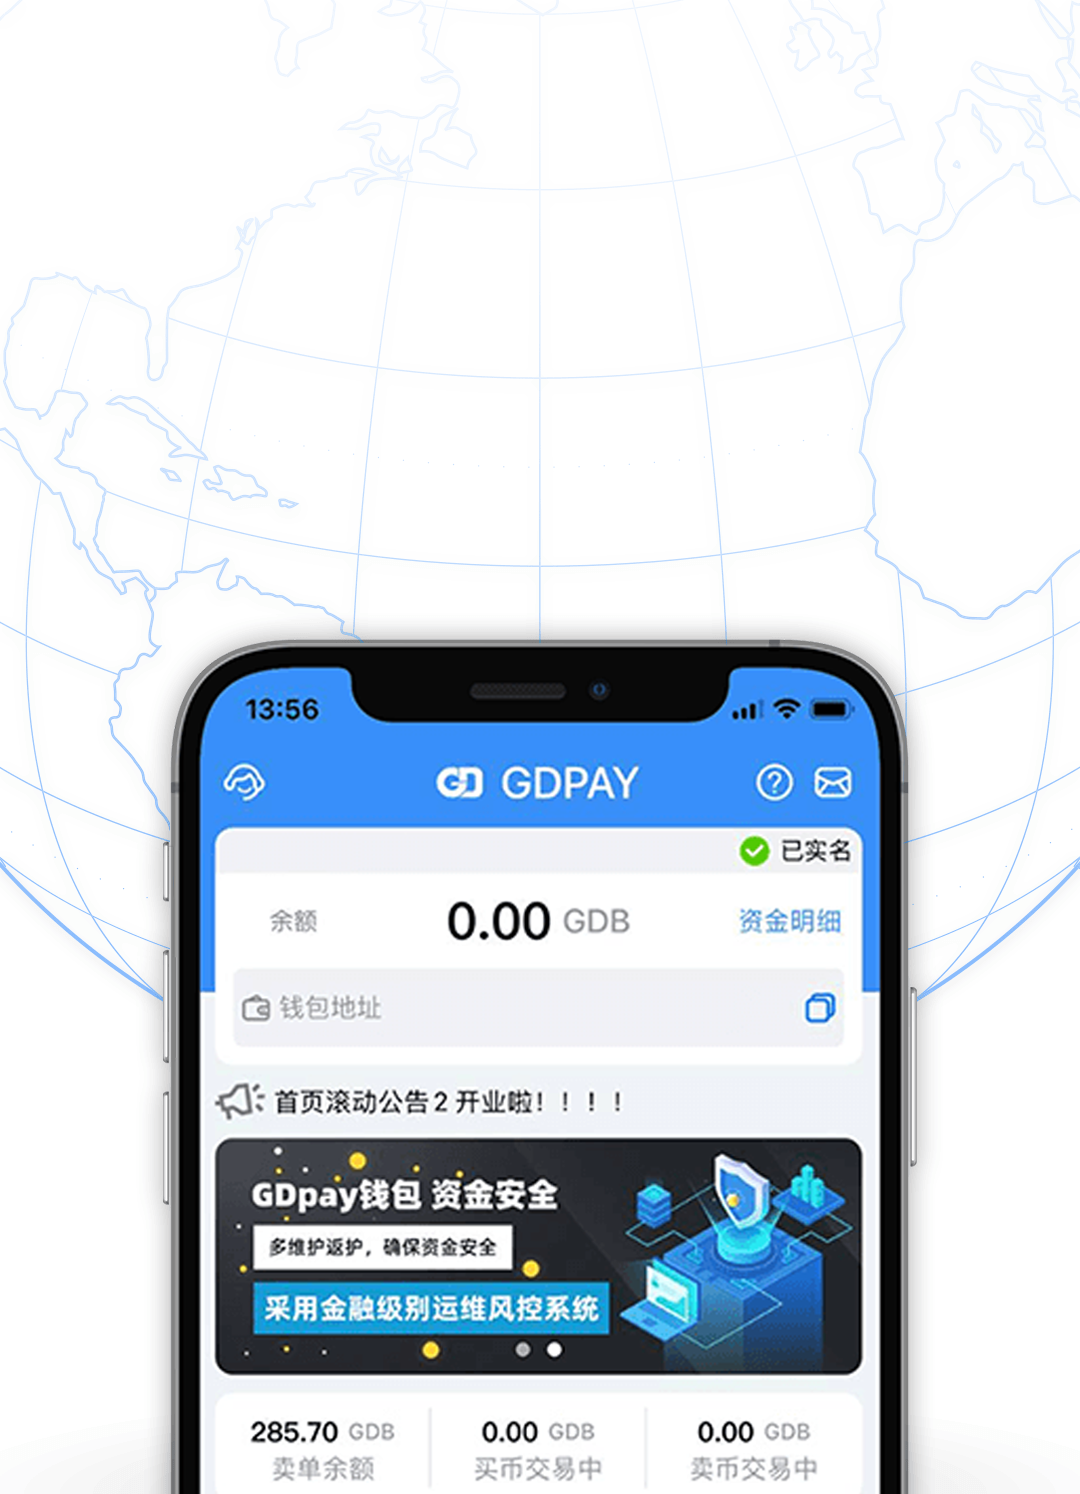 13:56
GD GDPAY
已实名
余额 0.00 GDB 资金明细
钱包地址
首页滚动公告2 开业啦！！！！
GDpay钱包 资金安全
多维护返护，确保资金安全
采用金融级别运维风控系统
285.70 GDB 0.00 GDB 0.00 GDB
卖单余额 买币交易中 卖币交易中